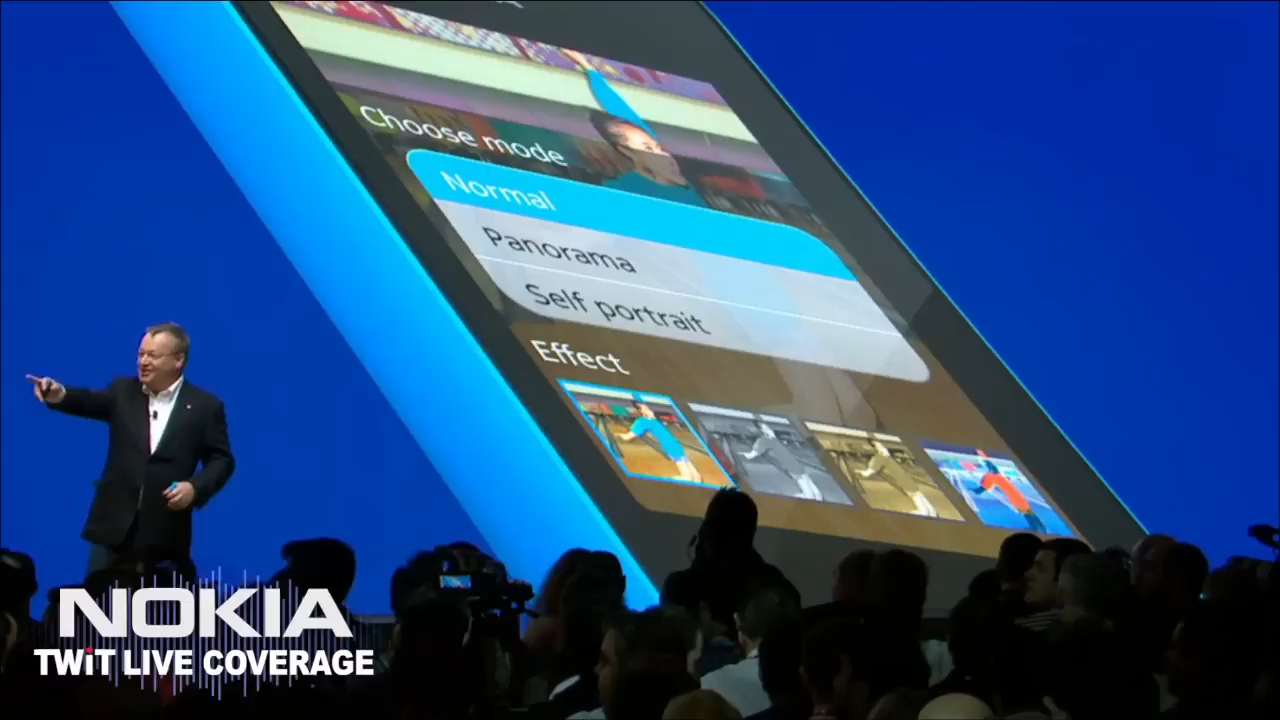 Choose mode
Normal
Panorama
Self portrait
Effect
NOKIA
TWiT LIVE COVERAGE